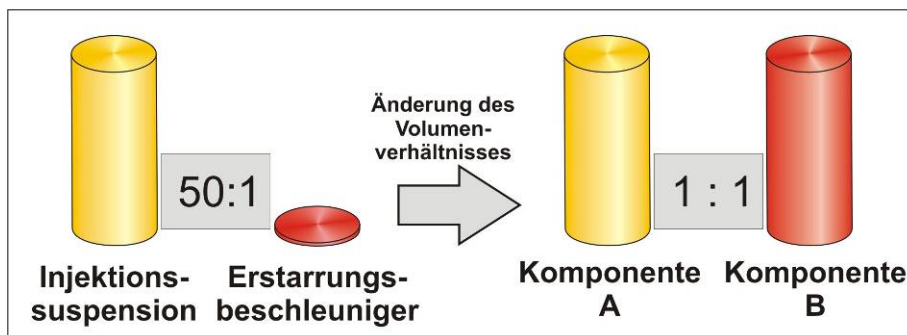 50:1
Injektions-
suspension
Erstarrungs-
beschleuniger
Änderung des
Volumen-
verhältnisses
1 : 1
Komponente
A
Komponente
B